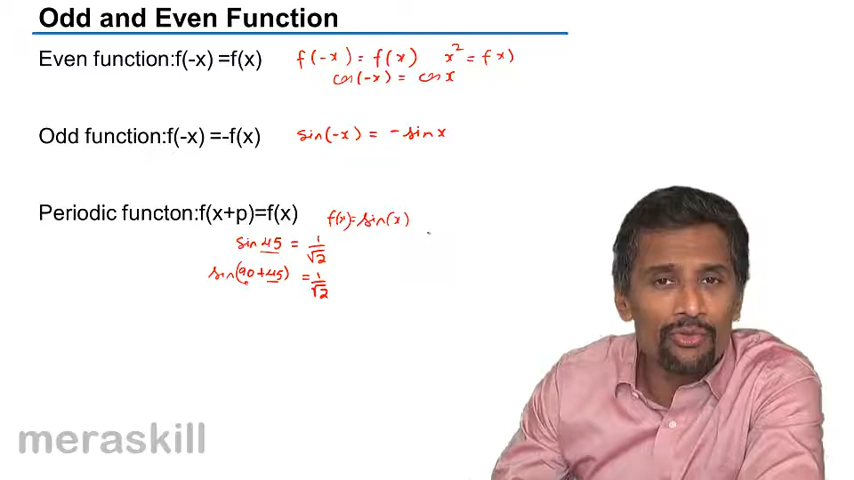 Odd and Even Function
Even function:f(-x) =f(x) f(-x) = f(x) x² = f x)
cos(-x) = cos x
Odd function:f(-x) =-f(x) sin(-x) = -sin x
Periodic functon:f(x+p)=f(x) f(x)=sin(x)
sin 45 = 1/√2
sin(90+45) = 1/√2
meraskill